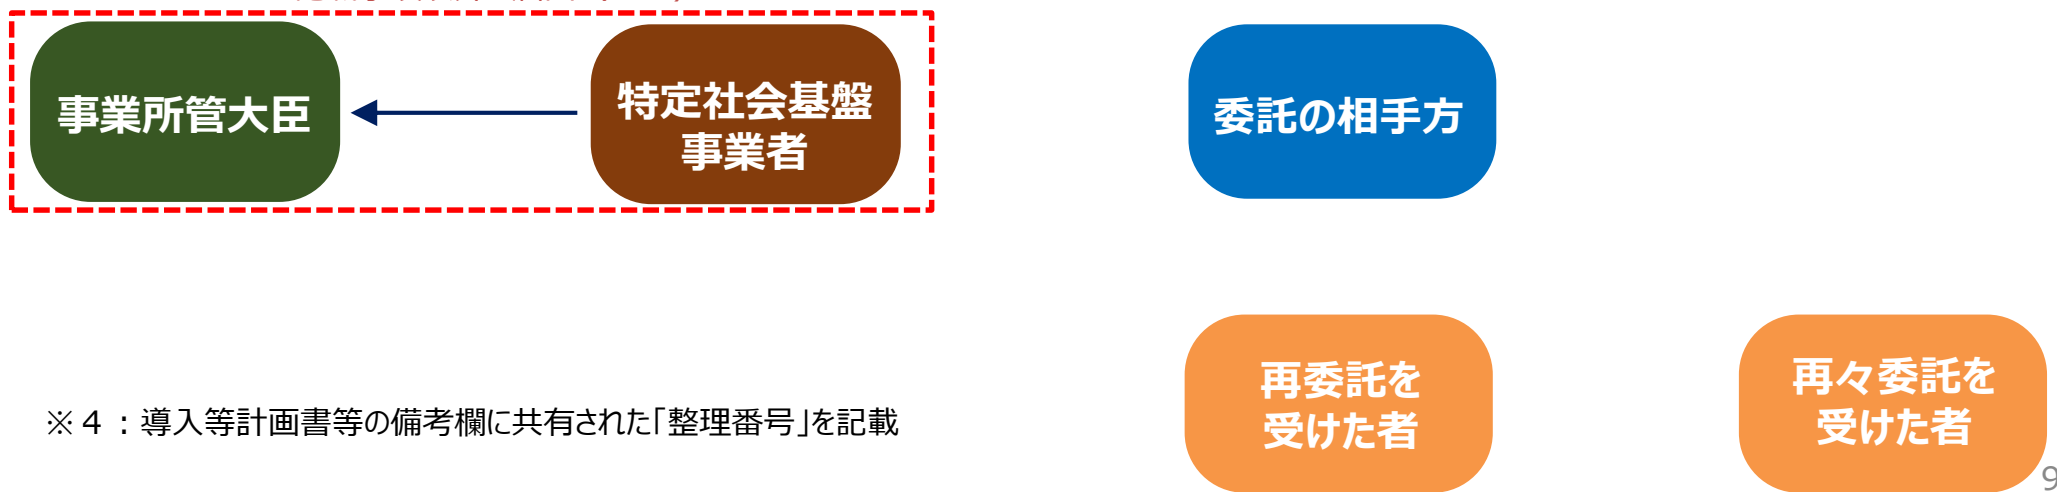 事業所管大臣
特定社会基盤
事業者
委託の相手方
再委託を
受けた者
再々委託を
受けた者
※4:導入等計画書等の備考欄に共有された「整理番号」を記載
9